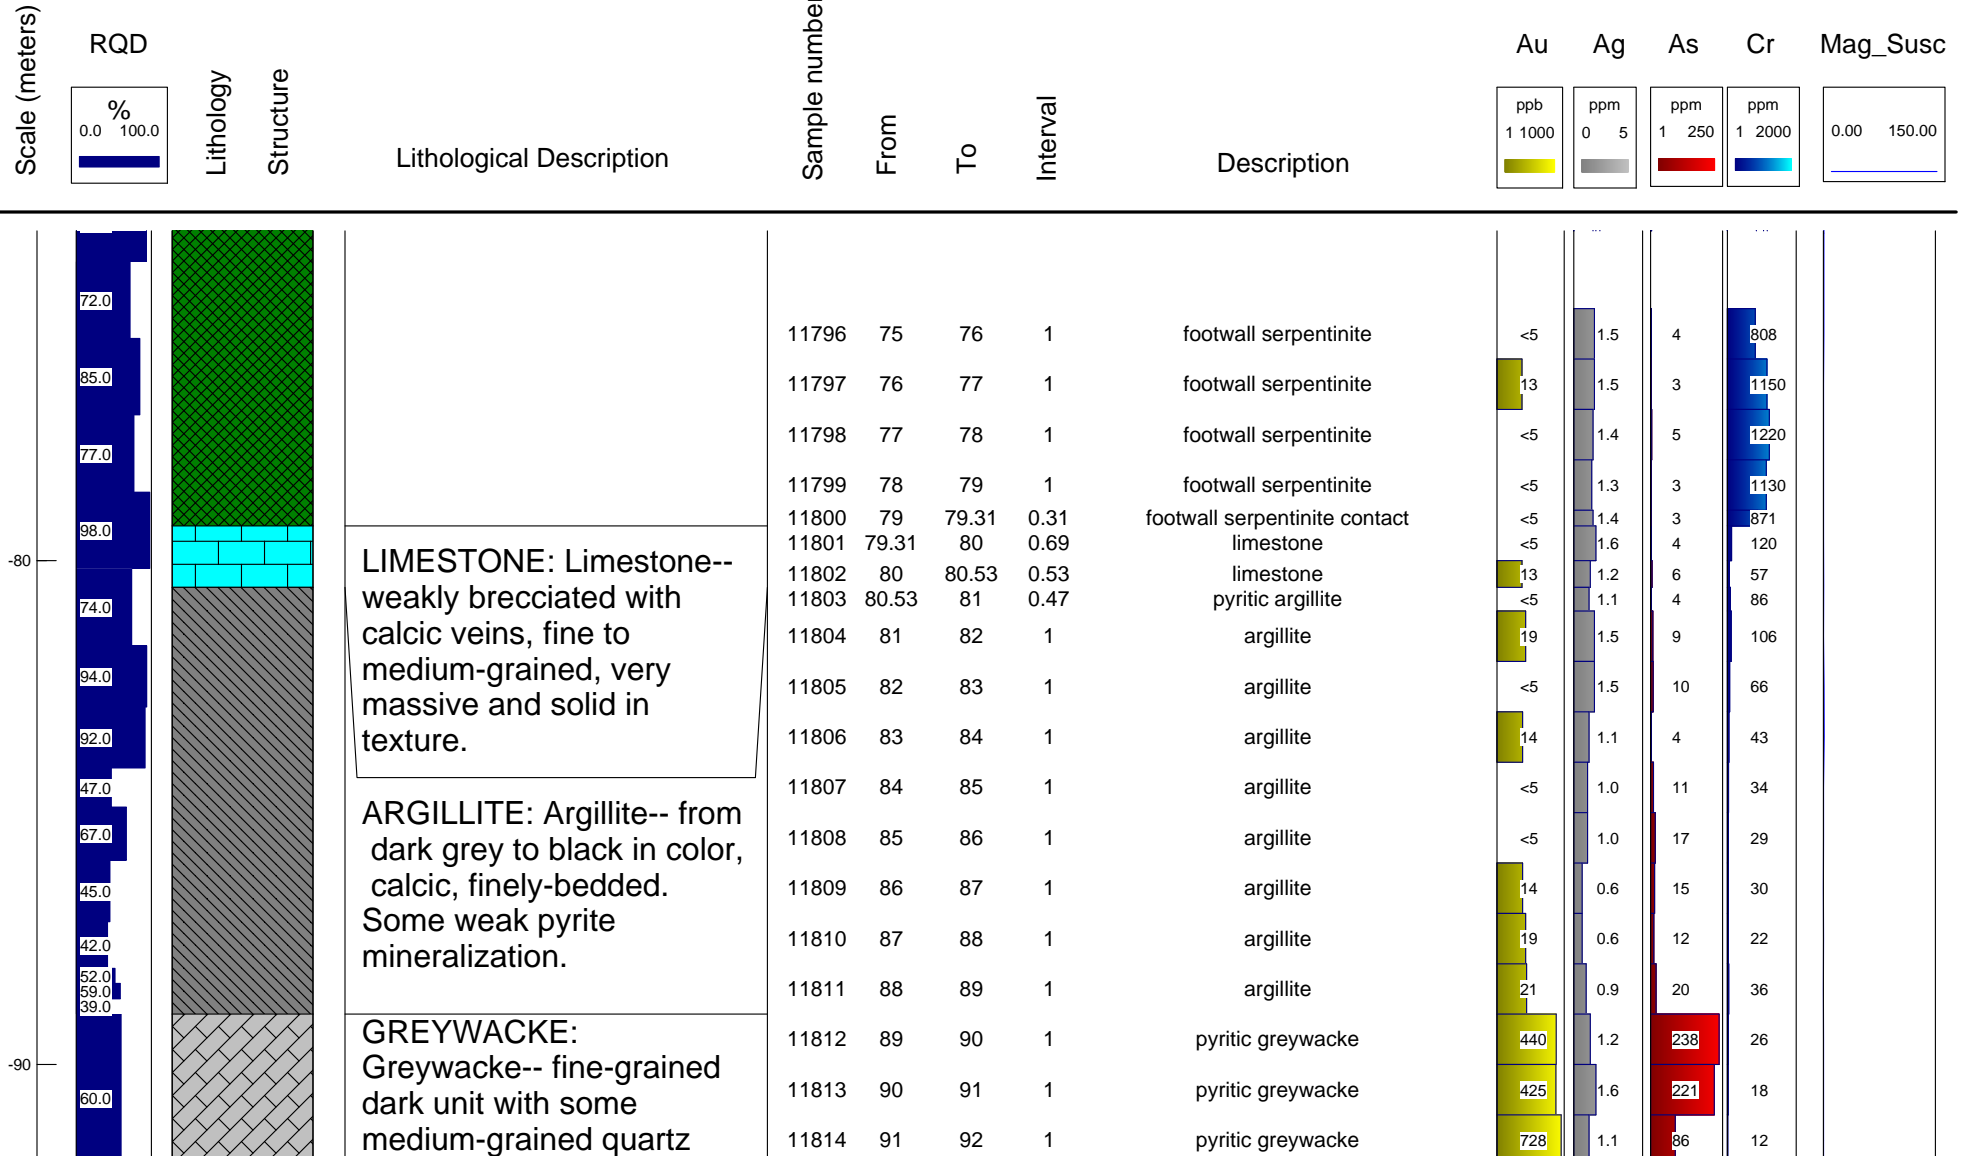 Scale (meters)
RQD
%
0.0 100.0
Lithology
Structure
Lithological Description
Sample number
From
To
Interval
Description
Au
ppb
1 1000
Ag
ppm
0 5
As
ppm
1 250
Cr
ppm
1 2000
Mag_Susc
0.00 150.00
72.0
85.0
77.0
98.0
74.0
94.0
92.0
47.0
67.0
45.0
42.0
52.0
59.0
39.0
60.0
-80
-90
LIMESTONE: Limestone--
weakly brecciated with
calcic veins, fine to
medium-grained, very
massive and solid in
texture.
ARGILLITE: Argillite-- from
dark grey to black in color,
calcic, finely-bedded.
Some weak pyrite
mineralization.
GREYWACKE:
Greywacke-- fine-grained
dark unit with some
medium-grained quartz
11796 75 76 1 footwall serpentinite <5 1.5 4 808
11797 76 77 1 footwall serpentinite 13 1.5 3 1150
11798 77 78 1 footwall serpentinite <5 1.4 5 1220
11799 78 79 1 footwall serpentinite <5 1.3 3 1130
11800 79 79.31 0.31 footwall serpentinite contact <5 1.4 3 871
11801 79.31 80 0.69 limestone <5 1.6 4 120
11802 80 80.53 0.53 limestone 13 1.2 6 57
11803 80.53 81 0.47 pyritic argillite <5 1.1 4 86
11804 81 82 1 argillite 19 1.5 9 106
11805 82 83 1 argillite <5 1.5 10 66
11806 83 84 1 argillite 14 1.1 4 43
11807 84 85 1 argillite <5 1.0 11 34
11808 85 86 1 argillite <5 1.0 17 29
11809 86 87 1 argillite 14 0.6 15 30
11810 87 88 1 argillite 19 0.6 12 22
11811 88 89 1 argillite 21 0.9 20 36
11812 89 90 1 pyritic greywacke 440 1.2 238 26
11813 90 91 1 pyritic greywacke 425 1.6 221 18
11814 91 92 1 pyritic greywacke 728 1.1 86 12